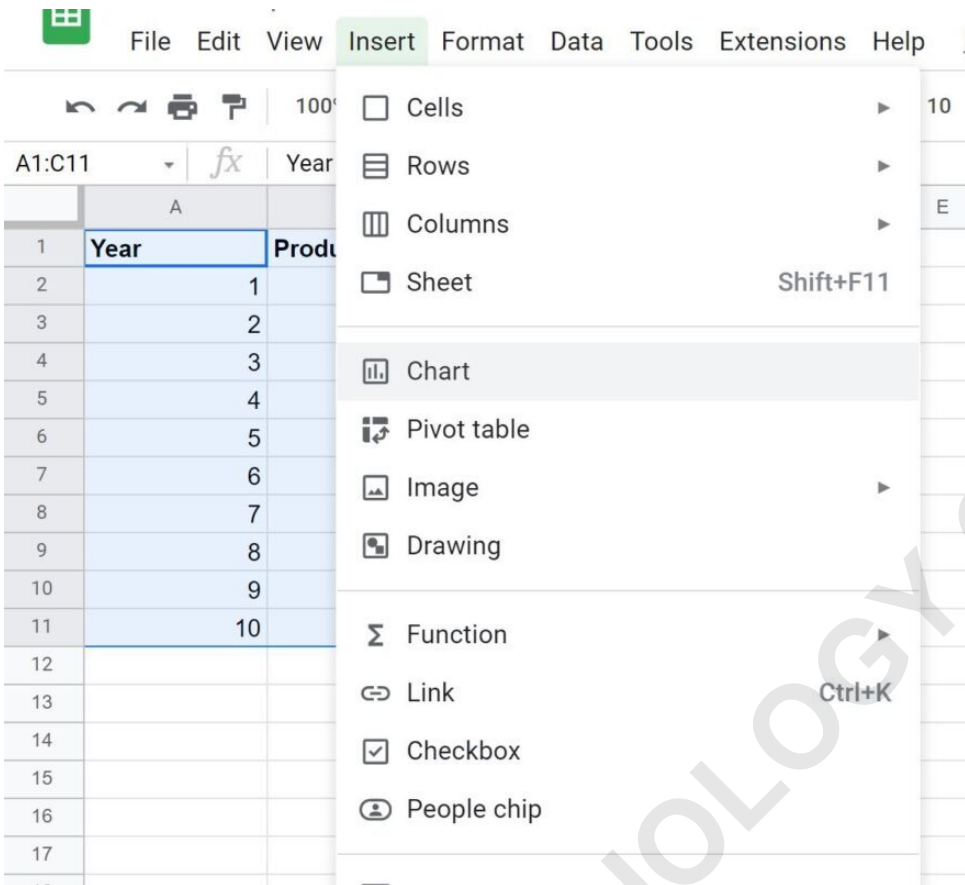 File Edit View Insert Format Data Tools Extensions Help
Cells 10
A1:C11 fx Year Rows
A Columns E
1 Year
2 1 Sheet Shift+F11
3 2
4 3 Chart
5 4
6 5 Pivot table
7 6 Image
8 7
9 8 Drawing
10 9
11 10 Function
12
13 Link Ctrl+K
14 Checkbox
15
16 People chip
17